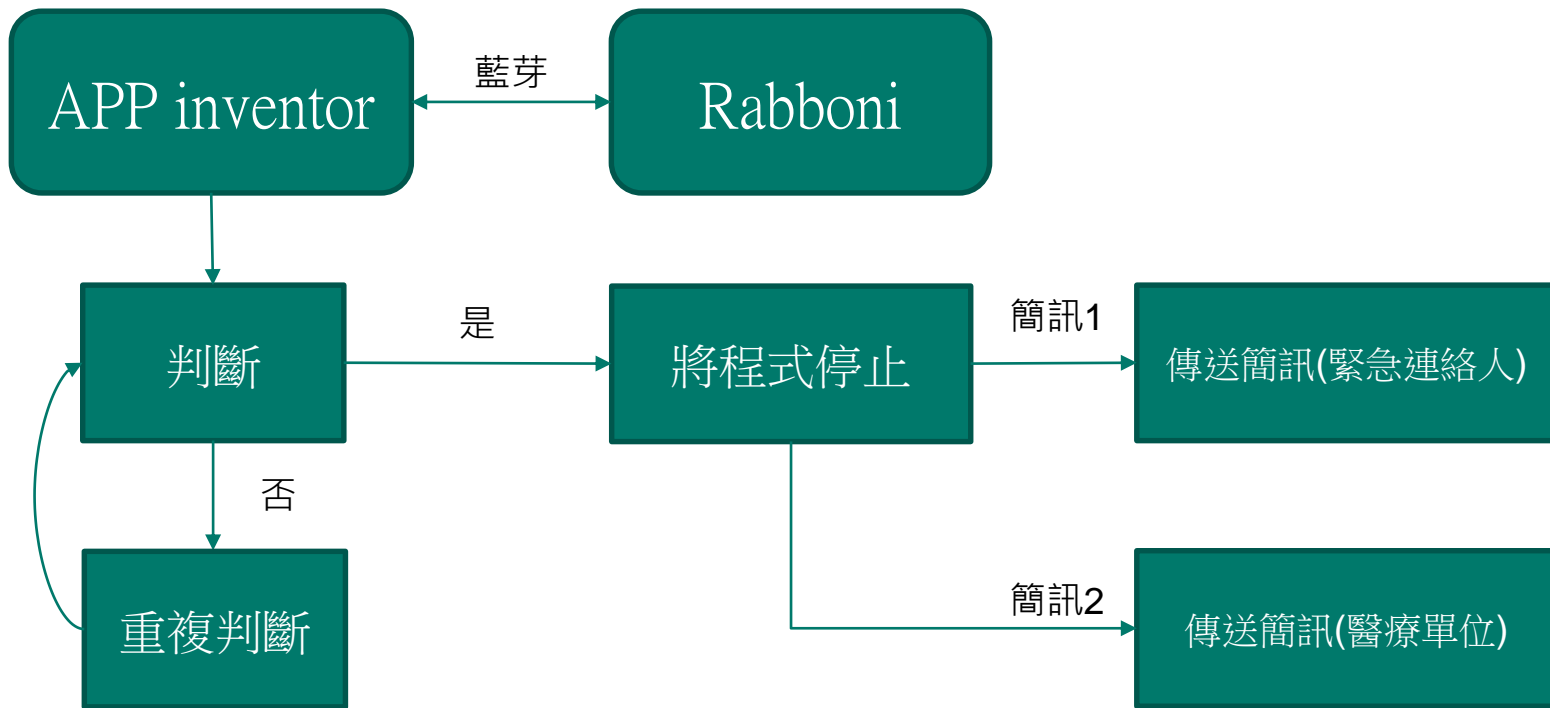 APP inventor
藍芽
Rabboni
判斷
是
將程式停止
簡訊1
傳送簡訊(緊急連絡人)
否
重複判斷
簡訊2
傳送簡訊(醫療單位)